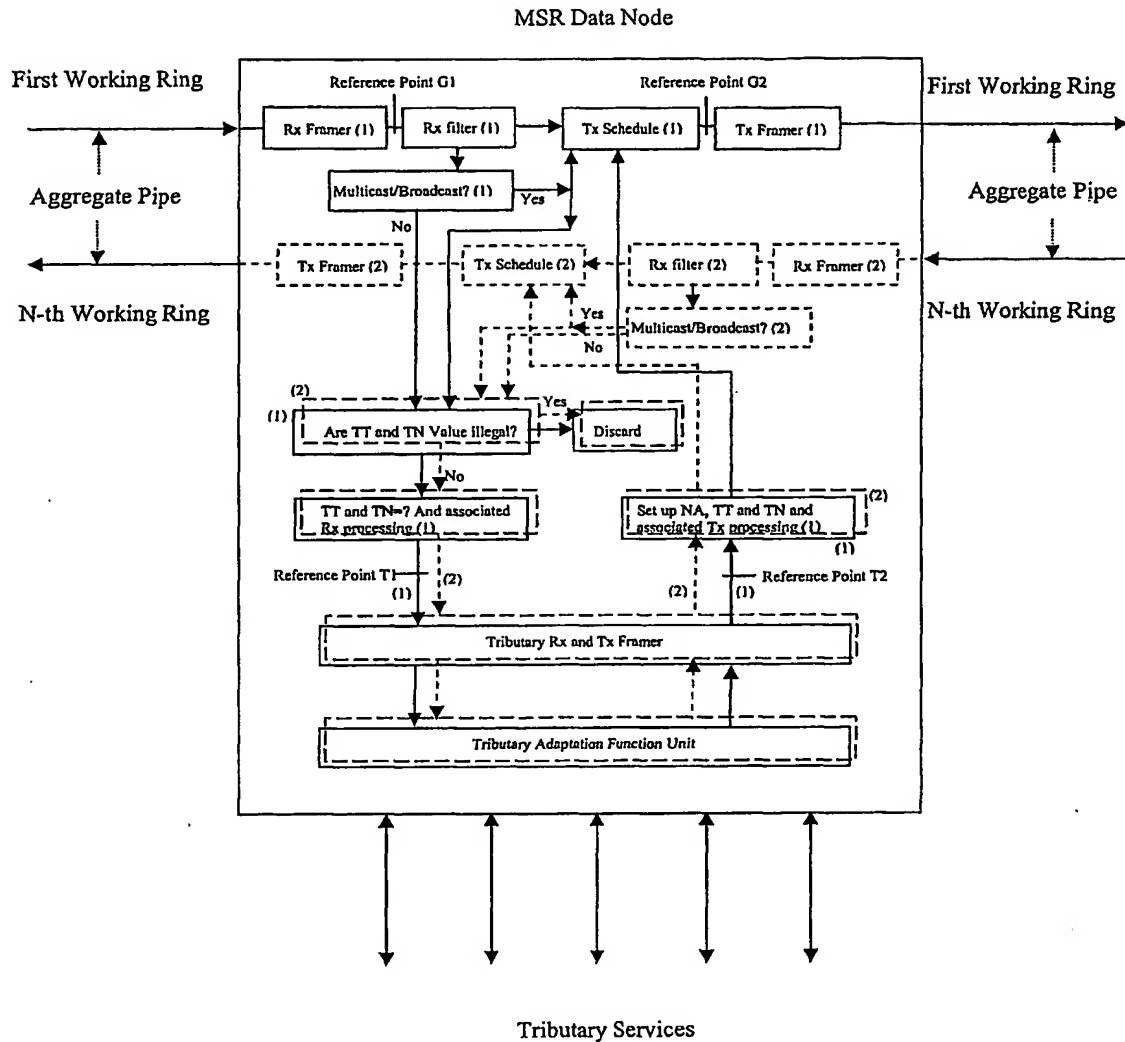 MSR Data Node
First Working Ring
Reference Point G1
Reference Point G2
First Working Ring
Rx Framer (1)
Rx filter (1)
Tx Schedule (1)
Tx Framer (1)
Aggregate Pipe
Multicast/Broadcast? (1)
Yes
Aggregate Pipe
No
Tx Framer (2)
Tx Schedule (2)
Rx filter (2)
Rx Framer (2)
N-th Working Ring
N-th Working Ring
Yes
Multicast/Broadcast? (2)
No
(2)
(1)
Are TT and TN Value illegal?
Yes
Discard
No
TT and TN=? And associated
Rx processing (1)
Set up NA, TT and TN and
associated Tx processing (1)
(2)
(1)
Reference Point T1
(1)
(2)
(2)
(1)
Reference Point T2
Tributary Rx and Tx Framer
Tributary Adaptation Function Unit
Tributary Services